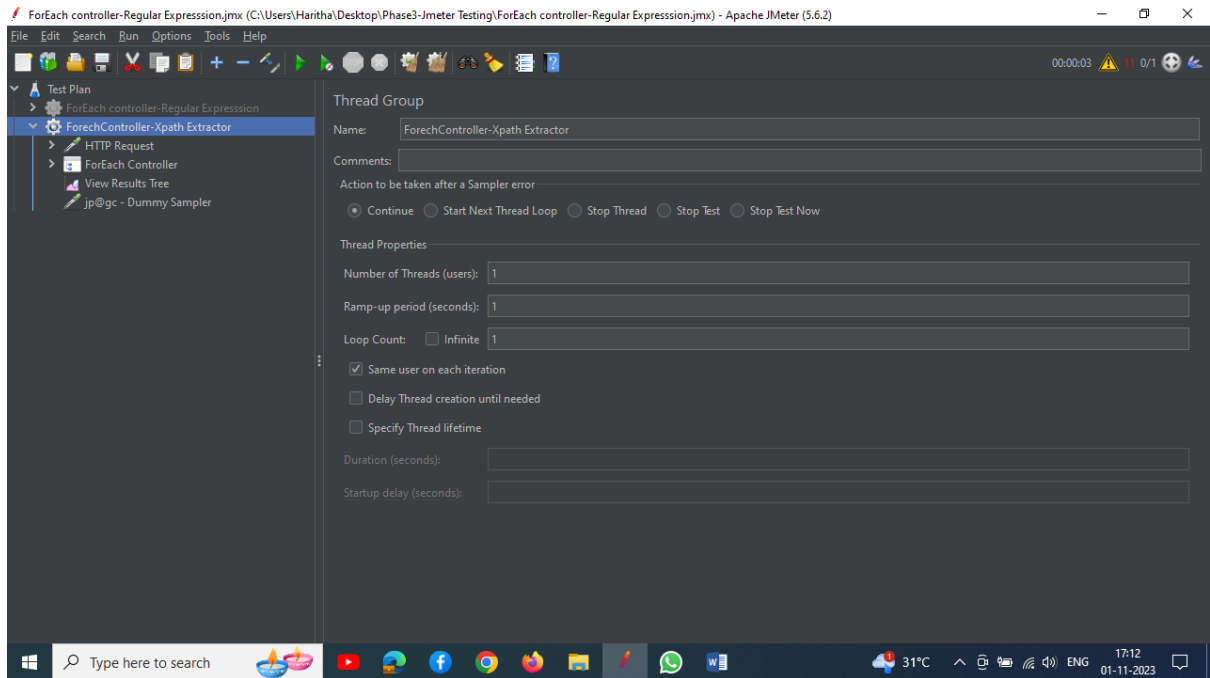 ForEach controller-Regular Expresssion.jmx (C:\Users\Haritha\Desktop\Phase3-Jmeter Testing\ForEach controller-Regular Expresssion.jmx) - Apache JMeter (5.6.2)
File Edit Search Run Options Tools Help
00:00:03 11 0/1
Test Plan
ForEach controller-Regular Expresssion
ForechController-Xpath Extractor
HTTP Request
ForEach Controller
View Results Tree
jp@gc - Dummy Sampler
Thread Group
Name: ForechController-Xpath Extractor
Comments:
Action to be taken after a Sampler error
Continue Start Next Thread Loop Stop Thread Stop Test Stop Test Now
Thread Properties
Number of Threads (users): 1
Ramp-up period (seconds): 1
Loop Count: Infinite 1
Same user on each iteration
Delay Thread creation until needed
Specify Thread lifetime
Duration (seconds):
Startup delay (seconds):
Type here to search
1 31°C ENG 17:12
01-11-2023